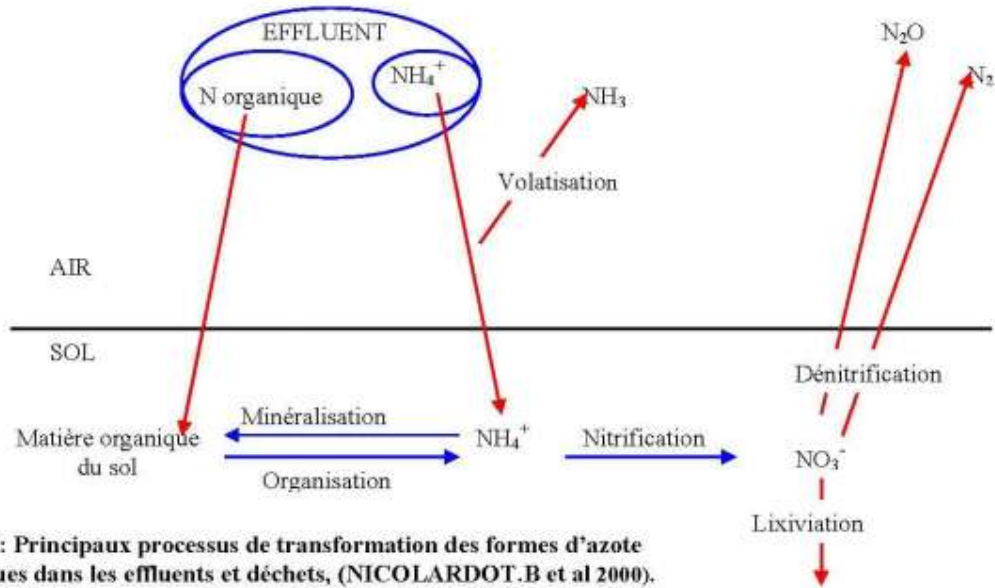 EFFLUENT
N organique
NH₄⁺
NH₃
N₂O
N₂
Volatisation
AIR
SOL
Dénitrification
Minéralisation
Matière organique
du sol
NH₄⁺
Nitrification
NO₃⁻
Organisation
Lixiviation
: Principaux processus de transformation des formes d'azote
ues dans les effluents et déchets, (NICOLARDOT.B et al 2000).